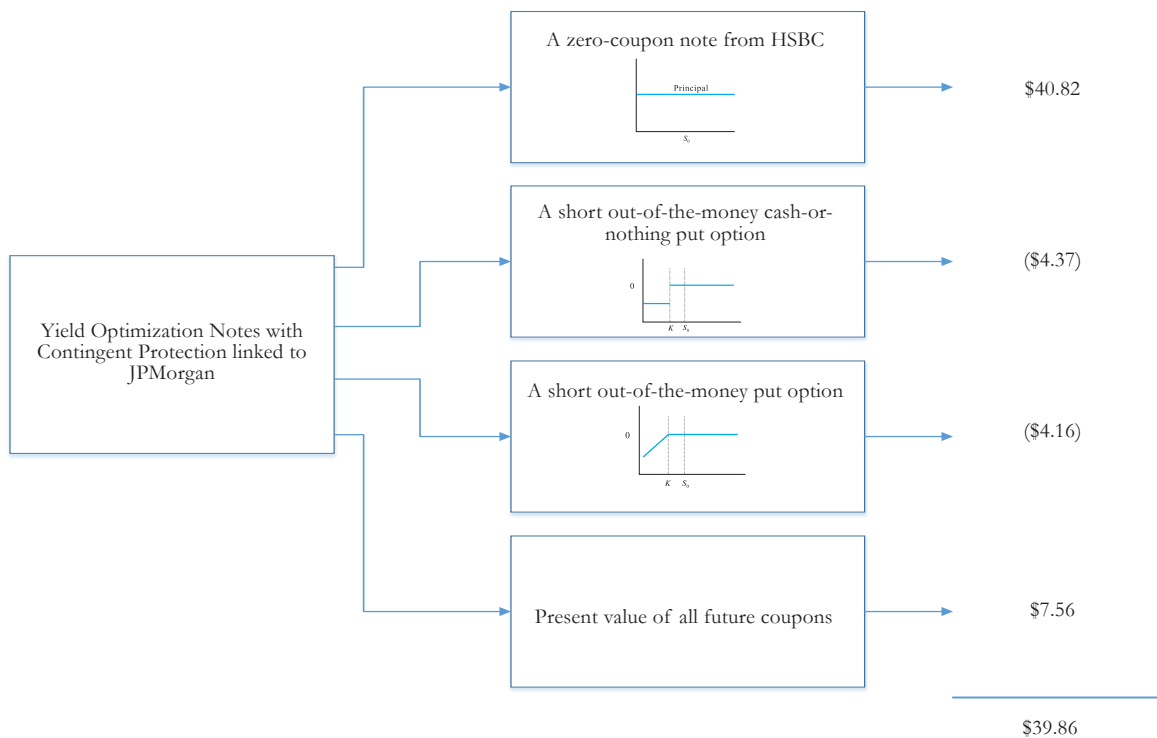 A zero-coupon note from HSBC
Principal
S₀
$40.82
A short out-of-the-money cash-or-
nothing put option
0
K S₀
($4.37)
Yield Optimization Notes with
Contingent Protection linked to
JPMorgan
A short out-of-the-money put option
0
K S₀
($4.16)
Present value of all future coupons
$7.56
$39.86